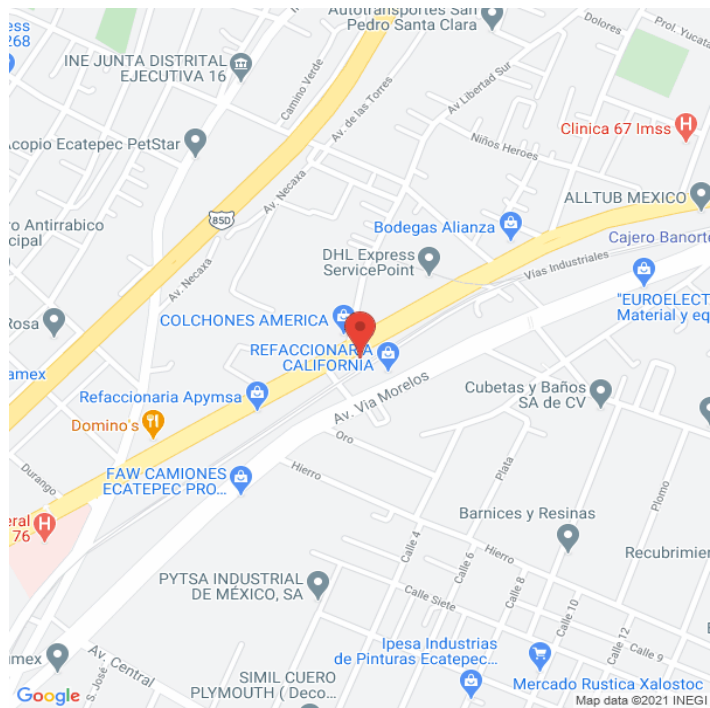 Autotransportes San
Pedro Santa Clara
Dolores
Prol. Yucata
ess
268
INE JUNTA DISTRITAL
EJECUTIVA 16
Camino Verde
Av. de las Torres
Av Libertad Sur
Clinica 67 Imss
Acopio Ecatepec PetStar
Niños Heroes
ALLTUB MEXICO
Av. Necaxa
85D
ro Antirrabico
cipal
Bodegas Alianza
Cajero Banorte
DHL Express
ServicePoint
Vías Industriales
Av. Necaxa
"EUROELECT
Material y eq
Rosa
COLCHONES AMERICA
REFACCIONARIA
CALIFORNIA
amex
Refaccionaria Apymsa
Av. Vía Morelos
Cubetas y Baños
SA de CV
Domino's
Oro
Durango
FAW CAMIONES
ECATEPEC PRO...
Hierro
Plata
Plomo
eral
76
Barnices y Resinas
Calle 4
Calle 6
Hierro
Recubrimie
Calle 8
PYTSA INDUSTRIAL
DE MÉXICO, SA
Calle Siete
Calle 10
Calle 12
Calle 9
umex
Av. Central
Ipesa Industrias
de Pinturas Ecatepec...
S. José
SIMIL CUERO
PLYMOUTH ( Deco...
Mercado Rustica Xalostoc
Google
Map data ©2021 INEGI